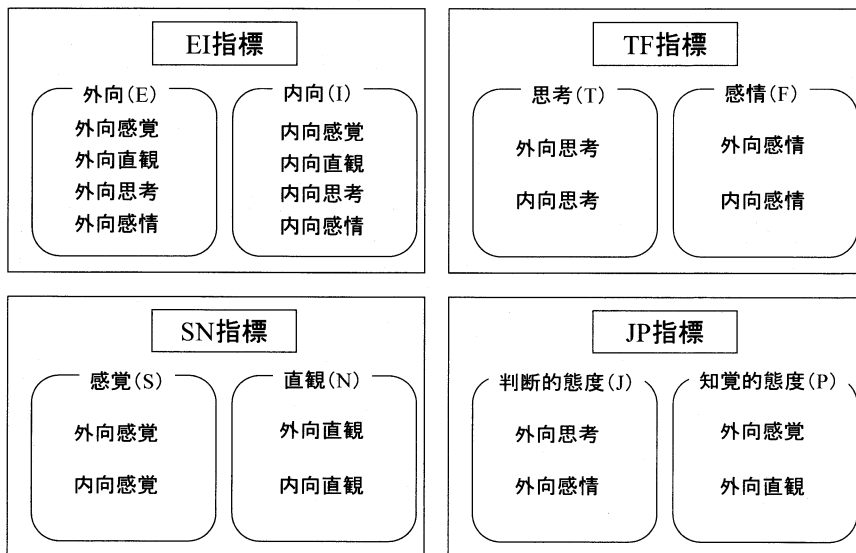 EI指標
外向(E)
外向感覚
外向直観
外向思考
外向感情
内向(I)
内向感覚
内向直観
内向思考
内向感情
TF指標
思考(T)
外向思考
内向思考
感情(F)
外向感情
内向感情
SN指標
感覚(S)
外向感覚
内向感覚
直観(N)
外向直観
内向直観
JP指標
判断的態度(J)
外向思考
外向感情
知覚的態度(P)
外向感覚
外向直観